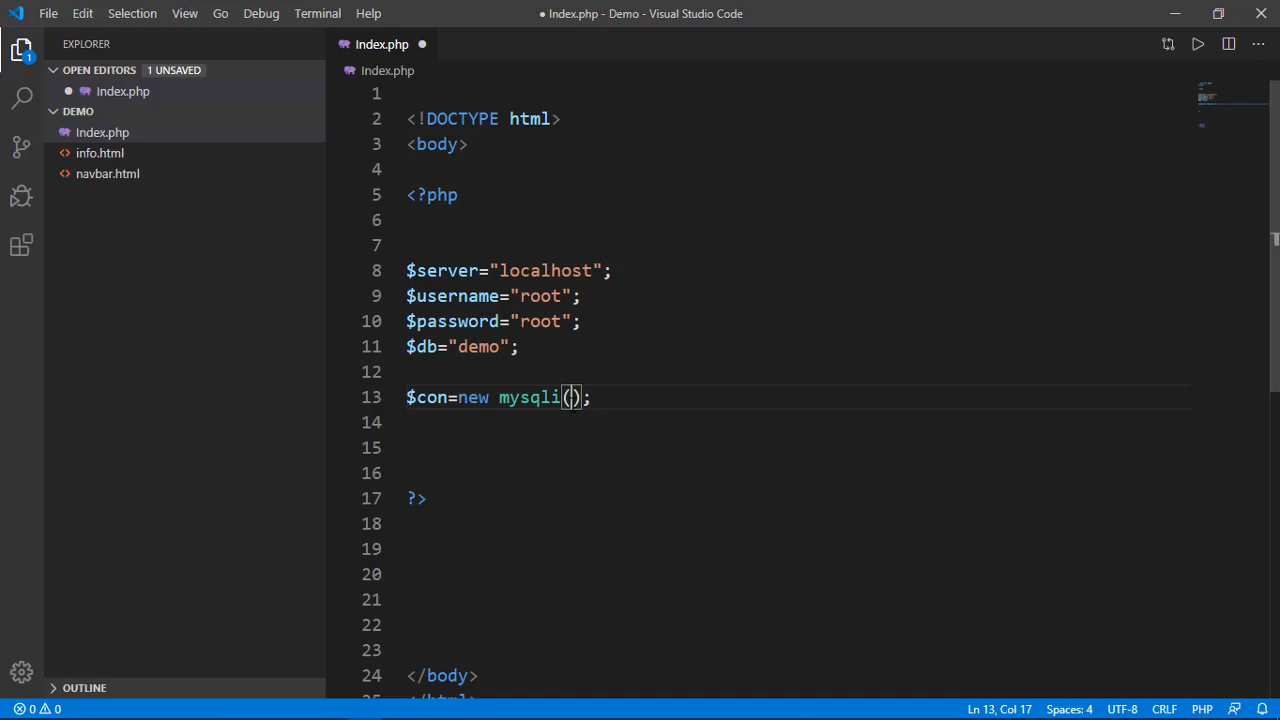 File Edit Selection View Go Debug Terminal Help
● Index.php - Demo - Visual Studio Code
EXPLORER
OPEN EDITORS 1 UNSAVED
Index.php
DEMO
Index.php
info.html
navbar.html
OUTLINE
1
Index.php
Index.php
1
2 <!DOCTYPE html>
3 <body>
4
5 <?php
6
7
8 $server="localhost";
9 $username="root";
10 $password="root";
11 $db="demo";
12
13 $con=new mysqli();
14
15
16
17 ?>
18
19
20
21
22
23
24 </body>
25 </html>
0 0
Ln 13, Col 17 Spaces: 4 UTF-8 CRLF PHP